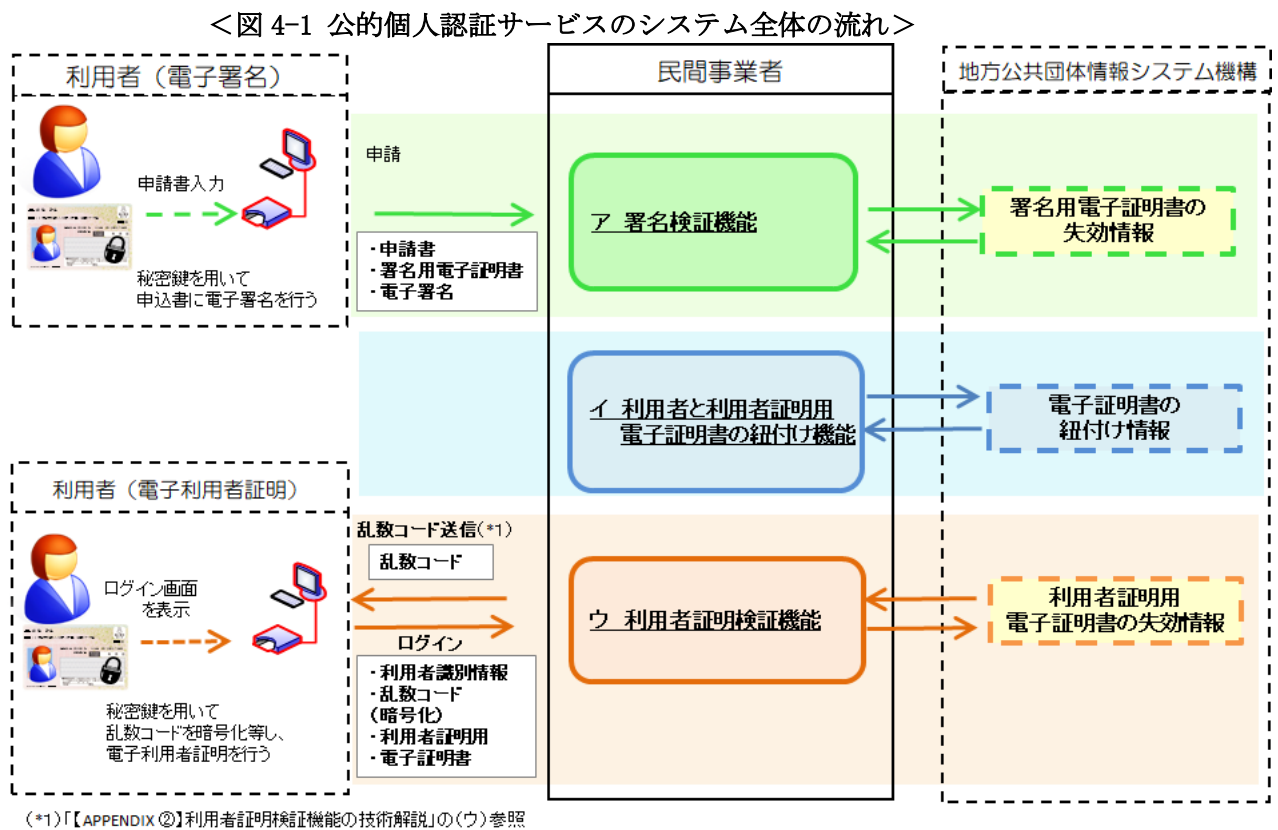 ＜図 4-1 公的個人認証サービスのシステム全体の流れ＞
利用者（電子署名）
民間事業者
地方公共団体情報システム機構
申請書入力
秘密鍵を用いて
申込書に電子署名を行う
申請
・申請書
・署名用電子証明書
・電子署名
ア 署名検証機能
署名用電子証明書の
失効情報
イ 利用者と利用者証明用
電子証明書の紐付け機能
電子証明書の
紐付け情報
利用者（電子利用者証明）
ログイン画面
を表示
秘密鍵を用いて
乱数コードを暗号化等し、
電子利用者証明を行う
乱数コード送信(*1)
乱数コード
ログイン
・利用者識別情報
・乱数コード
(暗号化)
・利用者証明用
・電子証明書
ウ 利用者証明検証機能
利用者証明用
電子証明書の失効情報
(*1)「【APPENDIX②】利用者証明検証機能の技術解説」の(ウ)参照